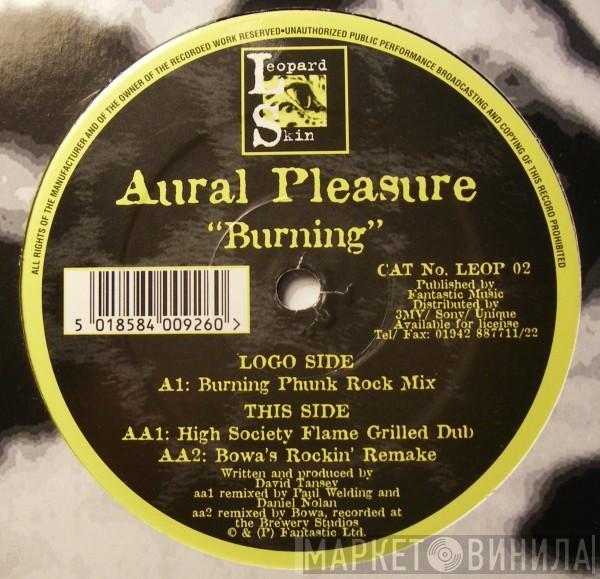 ALL RIGHTS OF THE MANUFACTURER AND OF THE OWNER OF THE RECORDED WORK RESERVED•UNAUTHORIZED PUBLIC PERFORMANCE BROADCASTING AND COPYING OF THIS RECORD PROHIBITED
Leopard
Skin
Aural Pleasure
“Burning”
CAT No. LEOP 02
Published by
Fantastic Music
Distributed by
3MV/ Sony/ Unique
Available for license
Tel/ Fax: 01942 887711/22
5 018584 009260 >
LOGO SIDE
A1: Burning Phunk Rock Mix
THIS SIDE
AA1: High Society Flame Grilled Dub
AA2: Bowa's Rockin' Remake
Written and produced by
David Tansey
aa1 remixed by Paul Welding and
Daniel Nolan
aa2 remixed by Bowa, recorded at
the Brewery Studios
© & (P) Fantastic Ltd.
МАРКЕТ ВИНИЛА